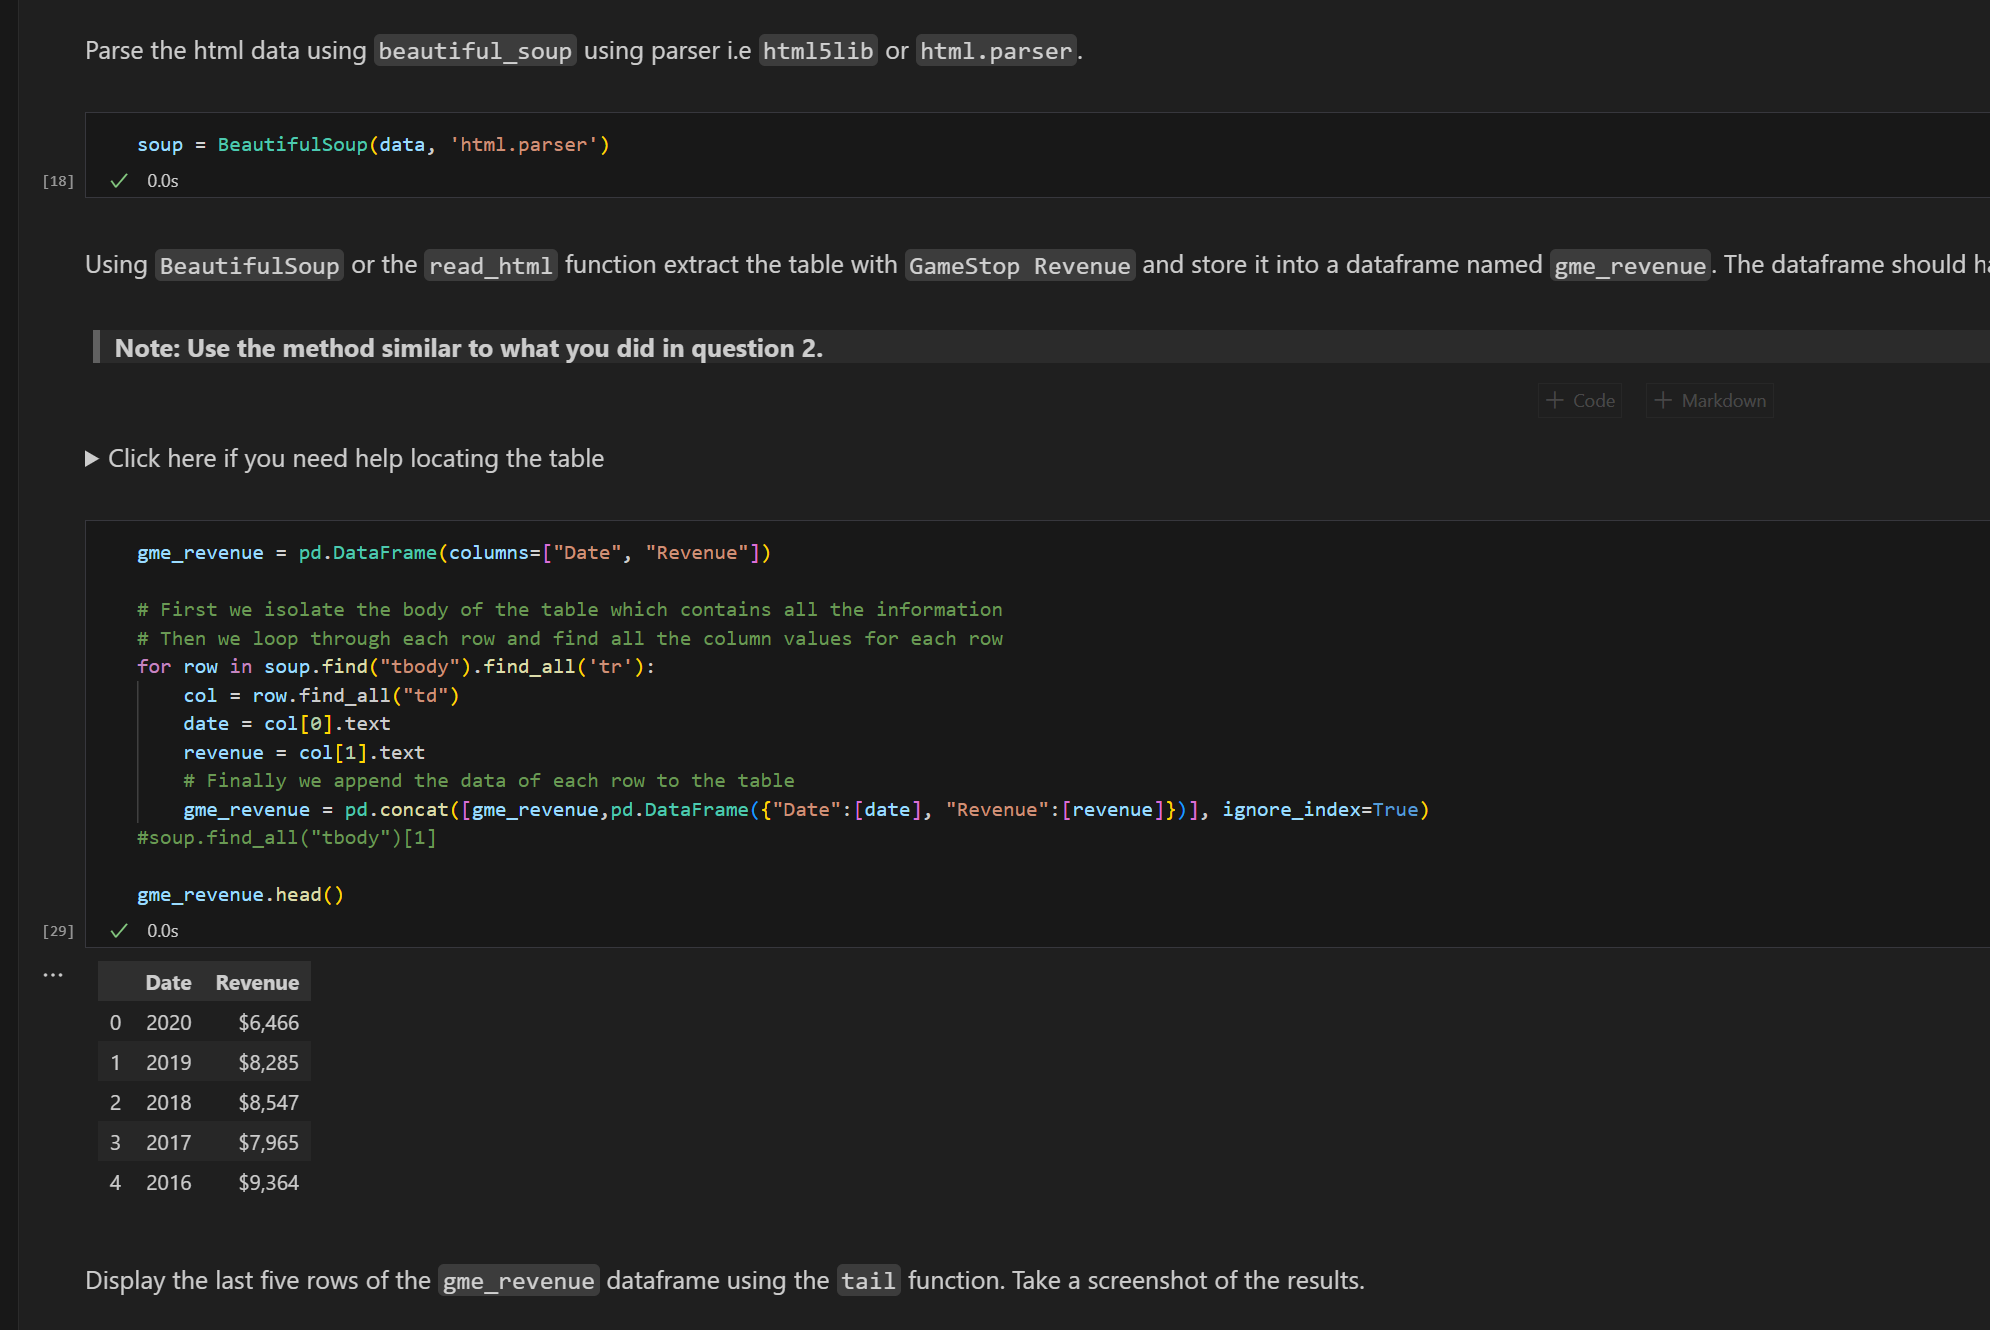 Parse the html data using beautiful_soup using parser i.e html5lib or html.parser.
soup = BeautifulSoup(data, 'html.parser')
[18]
0.0s
Using BeautifulSoup or the read_html function extract the table with GameStop Revenue and store it into a dataframe named gme_revenue. The dataframe should
Note: Use the method similar to what you did in question 2.
+ Code + Markdown
Click here if you need help locating the table
gme_revenue = pd.DataFrame(columns=["Date", "Revenue"])
# First we isolate the body of the table which contains all the information
# Then we loop through each row and find all the column values for each row
for row in soup.find("tbody").find_all('tr'):
    col = row.find_all("td")
    date = col[0].text
    revenue = col[1].text
    # Finally we append the data of each row to the table
    gme_revenue = pd.concat([gme_revenue,pd.DataFrame({"Date":[date], "Revenue":[revenue]})], ignore_index=True)
#soup.find_all("tbody")[1]
gme_revenue.head()
[29]
0.0s
...
Date Revenue
0 2020 $6,466
1 2019 $8,285
2 2018 $8,547
3 2017 $7,965
4 2016 $9,364
Display the last five rows of the gme_revenue dataframe using the tail function. Take a screenshot of the results.